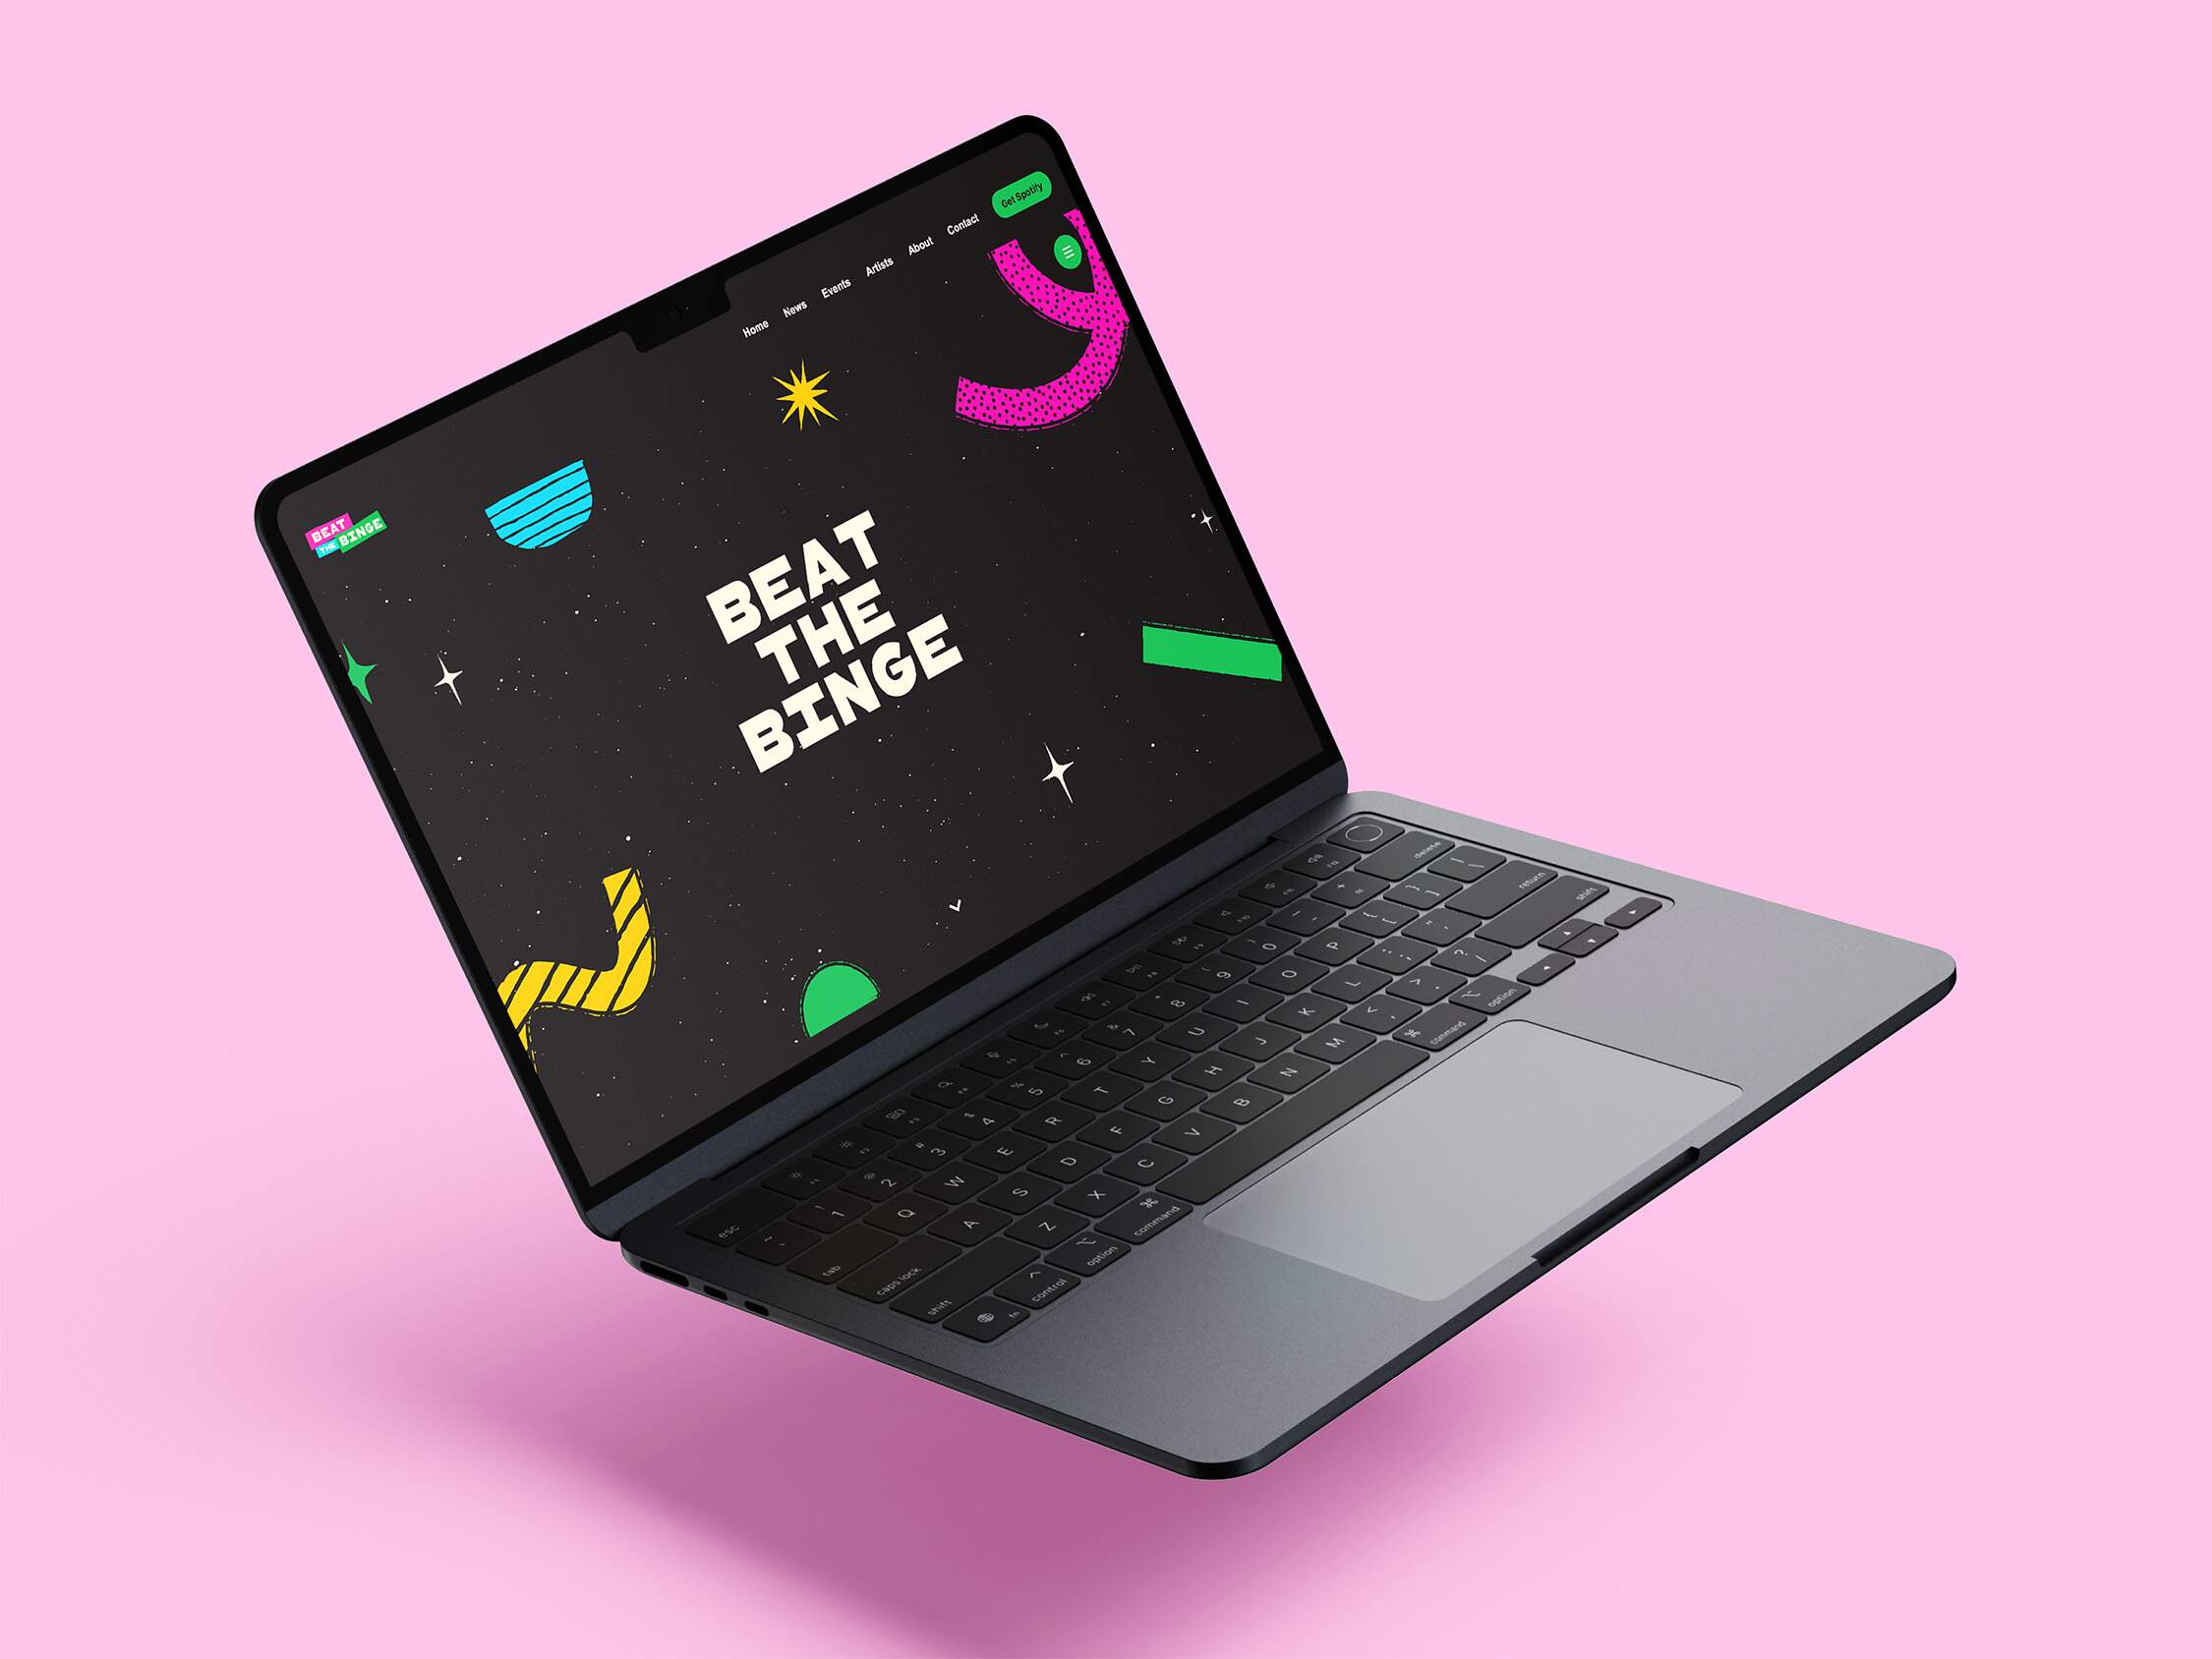 Get Spotify
Home News Events Artists About Contact
BEAT
THE BINGE
BEAT
THE
BINGE
esc
~ `
! 1
@ 2
# 3
$ 4
% 5
^ 6
& 7
* 8
( 9
) 0
_ -
+ =
delete
tab
Q W E R T Y U I O P { [ } ] | \
caps lock
A S D F G H J K L : ; " '
return
shift
Z X C V B N M < , > . ? /
shift
fn
control
option
command
command
option